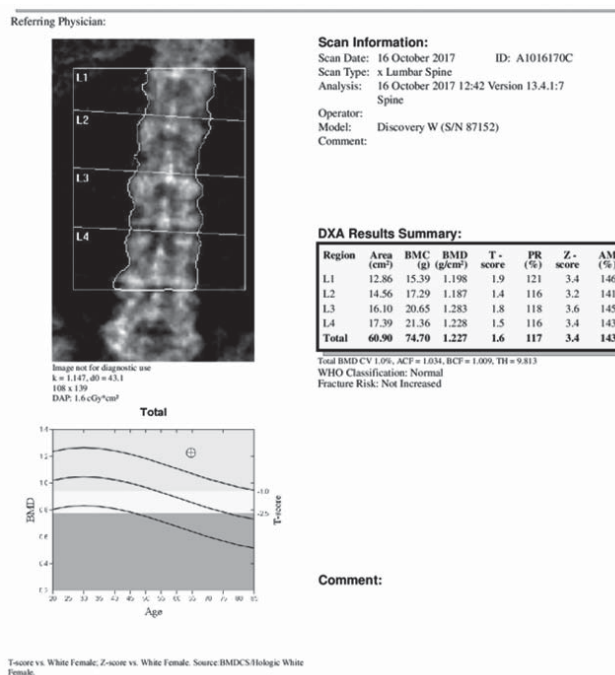 Referring Physician:
L1
L2
L3
L4
Image not for diagnostic use
k = 1.147, d0 = 43.1
108 x 139
DAP: 1.6 cGy*cm²
Total
BMD
T-score
-1.0
-2.5
Age
T-score vs. White Female; Z-score vs. White Female. Source:BMDCS/Hologic White
Female.
Scan Information:
Scan Date: 16 October 2017 ID: A1016170C
Scan Type: x Lumbar Spine
Analysis: 16 October 2017 12:42 Version 13.4.1:7
Spine
Operator:
Model: Discovery W (S/N 87152)
Comment:
DXA Results Summary:
Region Area BMC BMD T - PR Z - AM
(cm²) (g) (g/cm²) score (%) score (%)
L1 12.86 15.39 1.198 1.9 121 3.4 146
L2 14.56 17.29 1.187 1.4 116 3.2 141
L3 16.10 20.65 1.283 1.8 118 3.6 145
L4 17.39 21.36 1.228 1.5 116 3.4 143
Total 60.90 74.70 1.227 1.6 117 3.4 143
Total BMD CV 1.0%, ACF = 1.034, BCF = 1.009, TH = 9.813
WHO Classification: Normal
Fracture Risk: Not Increased
Comment: